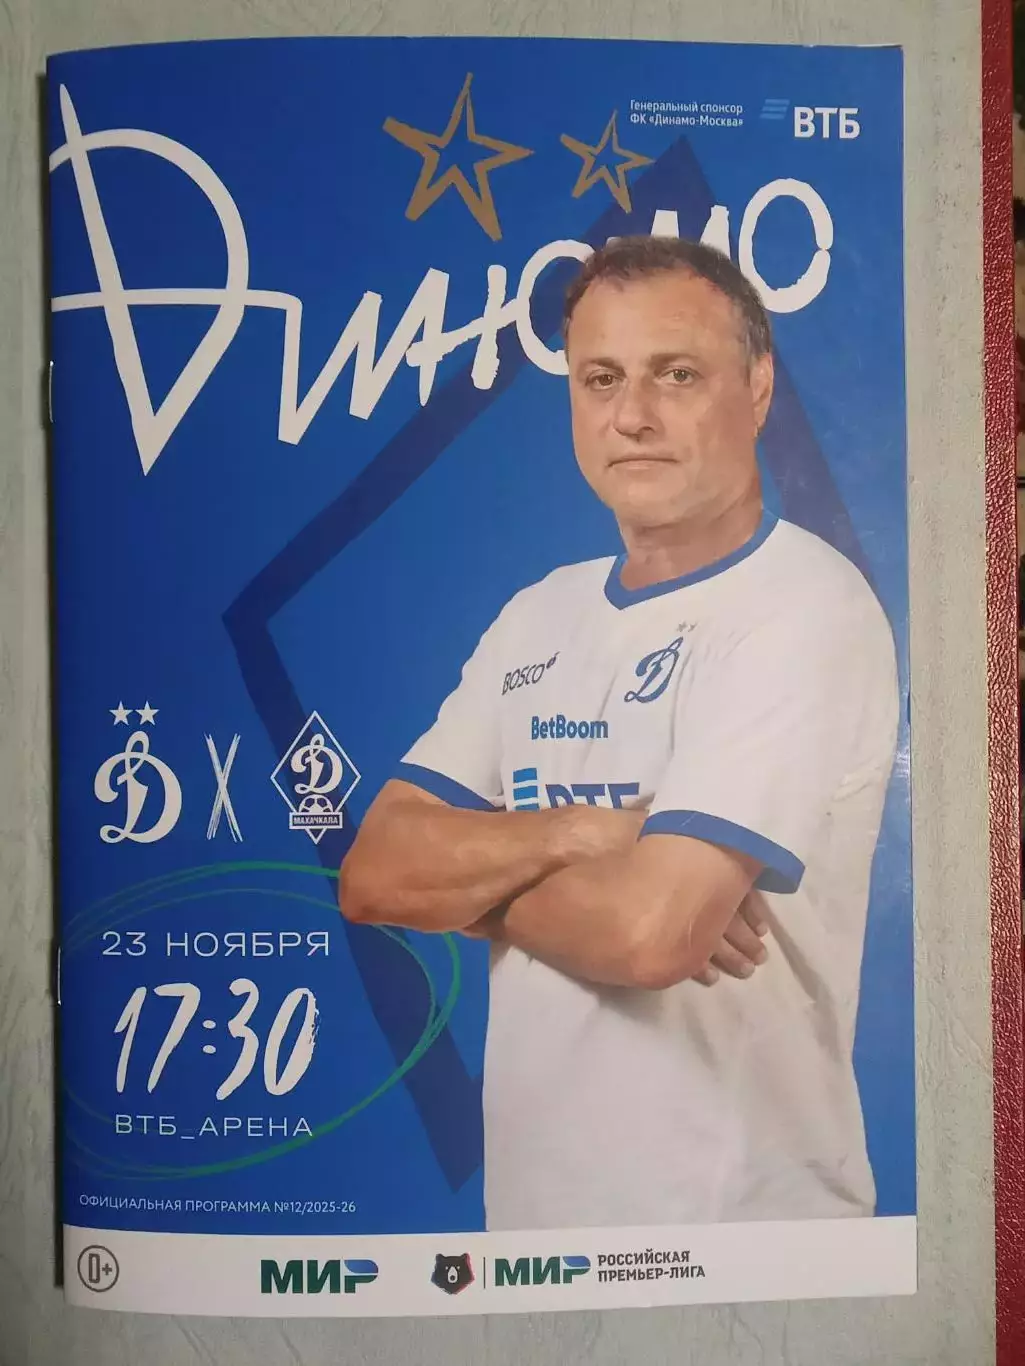 Генеральный спонсор
ФК «Динамо-Москва»
ВТБ
Динамо
BOSCO
BetBoom
ВТБ
Д X Д
МАХАЧКАЛА
23 НОЯБРЯ
17:30
ВТБ_АРЕНА
ОФИЦИАЛЬНАЯ ПРОГРАММА №12/2025-26
0+
МИР
МИР
РОССИЙСКАЯ
ПРЕМЬЕР-ЛИГА